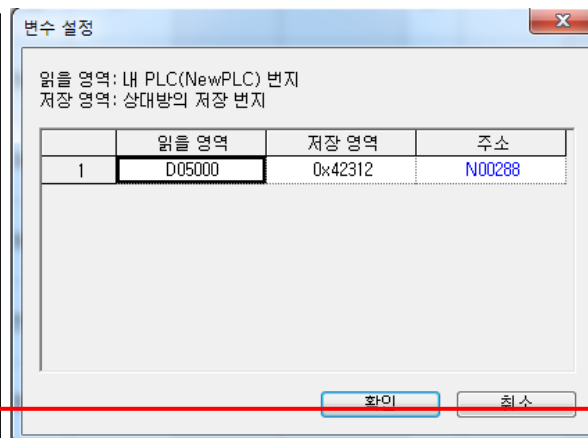 변수 설정
읽을 영역: 내 PLC(NewPLC) 번지
저장 영역: 상대방의 저장 번지
읽을 영역 저장 영역 주소
1 D05000 0x42312 N00288
확인 취소